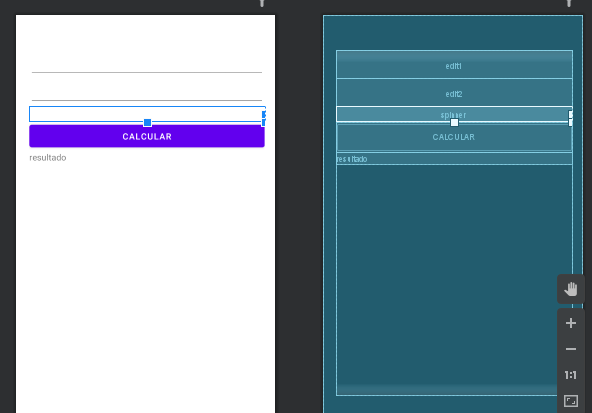 edit1
edit2
spinner
CALCULAR
CALCULAR
resultado
resultado
1:1